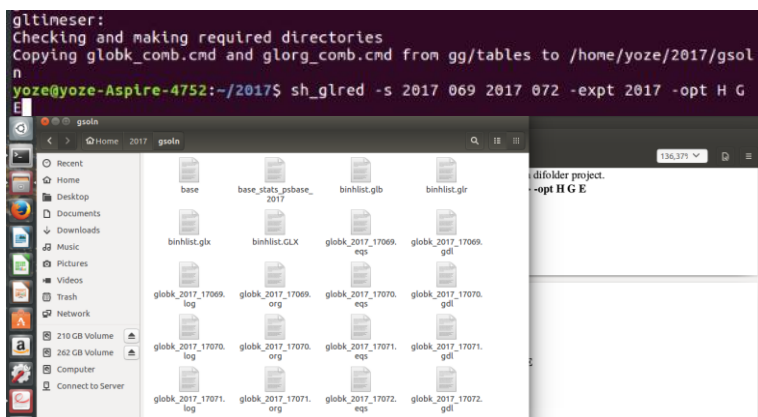 gltimeser:
Checking and making required directories
Copying globk_comb.cmd and glorg_comb.cmd from gg/tables to /home/yoze/2017/gsol
n
yoze@yoze-Aspire-4752:~/2017$ sh_glred -s 2017 069 2017 072 -expt 2017 -opt H G
E
gsoln
Home 2017 gsoln
136,37%
Recent
Home
Desktop
Documents
Downloads
Music
Pictures
Videos
Trash
Network
210 GB Volume
262 GB Volume
Computer
Connect to Server
base
base_stats_psbase_
2017
binhlist.glb
binhlist.glr
binhlist.glx
binhlist.GLX
globk_2017_17069.
eqs
globk_2017_17069.
gdl
globk_2017_17069.
log
globk_2017_17069.
org
globk_2017_17070.
eqs
globk_2017_17070.
gdl
globk_2017_17070.
log
globk_2017_17070.
org
globk_2017_17071.
eqs
globk_2017_17071.
gdl
globk_2017_17071.
log
globk_2017_17071.
org
globk_2017_17072.
eqs
globk_2017_17072.
gdl
difolder project.
-opt H G E